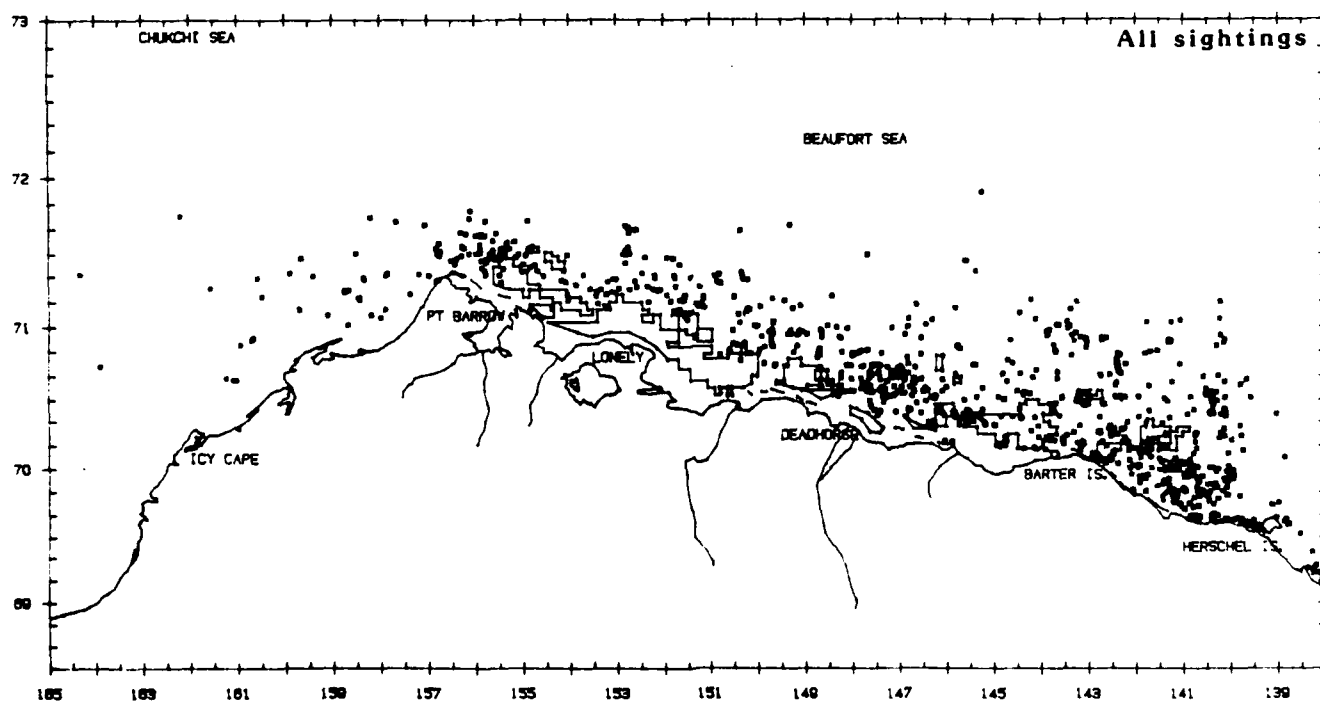 73
CHUKCHI SEA
All sightings
BEAUFORT SEA
72
71
PT BARROW
LONELY
DEADHORSE
ICY CAPE
70
BARTER IS.
HERSCHEL IS.
69
165 163 161 159 157 155 153 151 149 147 145 143 141 139